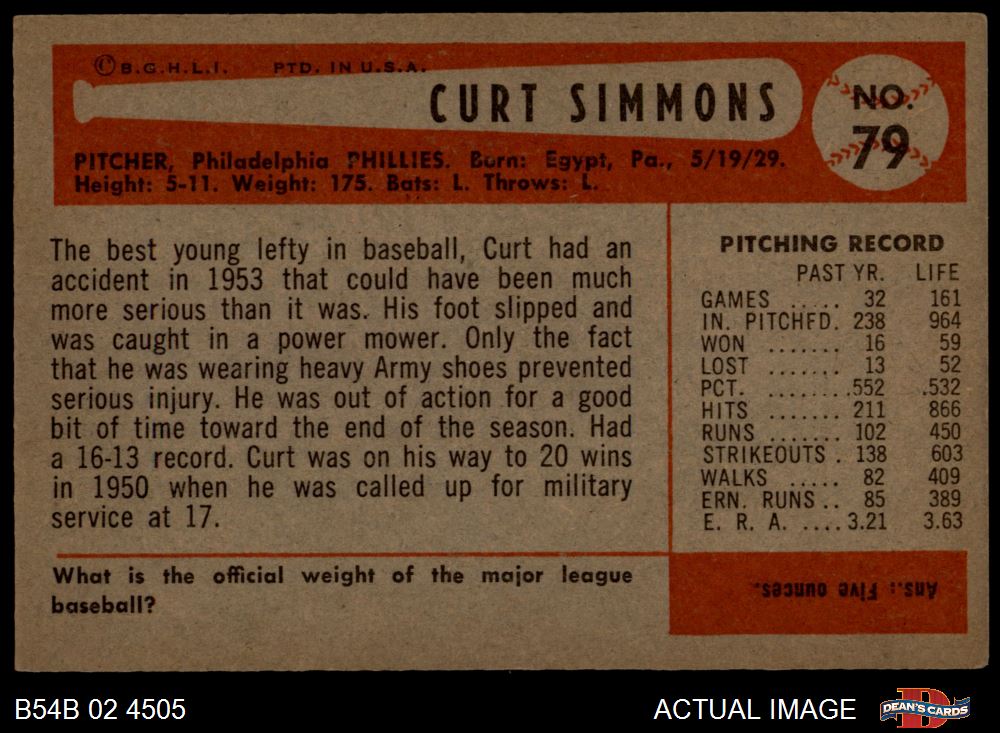 ©B.G.H.L.I. PTD. IN U.S.A.
CURT SIMMONS
NO.
79
PITCHER, Philadelphia PHILLIES. Born: Egypt, Pa., 5/19/29.
Height: 5-11. Weight: 175. Bats: L. Throws: L.
The best young lefty in baseball, Curt had an
accident in 1953 that could have been much
more serious than it was. His foot slipped and
was caught in a power mower. Only the fact
that he was wearing heavy Army shoes prevented
serious injury. He was out of action for a good
bit of time toward the end of the season. Had
a 16-13 record. Curt was on his way to 20 wins
in 1950 when he was called up for military
service at 17.
PITCHING RECORD
PAST YR. LIFE
GAMES ..... 32 161
IN. PITCHED. 238 964
WON ....... 16 59
LOST ....... 13 52
PCT. ........ .552 .532
HITS ....... 211 866
RUNS ....... 102 450
STRIKEOUTS . 138 603
WALKS ..... 82 409
ERN. RUNS .. 85 389
E. R. A. .... 3.21 3.63
What is the official weight of the major league
baseball?
Ans.: Five ounces.
B54B 02 4505
ACTUAL IMAGE
D
DEAN'S CARDS